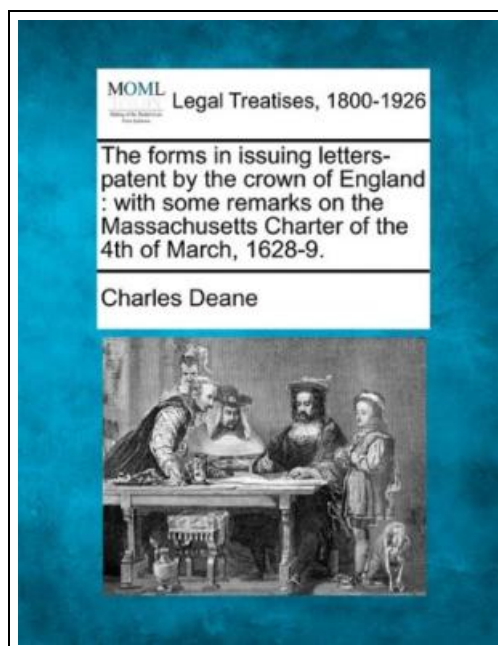 MOML
Legal Treatises, 1800-1926
The forms in issuing letters-
patent by the crown of England
: with some remarks on the
Massachusetts Charter of the
4th of March, 1628-9.
Charles Deane